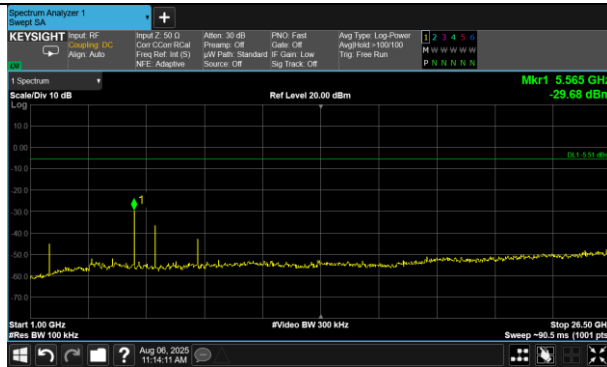 Spectrum Analyzer 1
Swept SA
KEYSIGHT
Input: RF
Coupling: DC
Align: Auto
Input Z: 50 Ω
Corr CCorr RCal
Freq Ref: Int (S)
NFE: Adaptive
Atten: 30 dB
Preamp: Off
µW Path: Standard
Source: Off
PNO: Fast
Gate: Off
IF Gain: Low
Sig Track: Off
Avg Type: Log-Power
Avg|Hold:>100/100
Trig: Free Run
1 2 3 4 5 6
M W W W W W
P N N N N N
1 Spectrum
Mkr1 5.565 GHz
Scale/Div 10 dB
Ref Level 20.00 dBm
-29.68 dBm
Log
10.0
0.00
DL1 -5.51 dBm
-10.0
-20.0
1
-30.0
-40.0
-50.0
-60.0
-70.0
Start 1.00 GHz
#Video BW 300 kHz
Stop 26.50 GHz
#Res BW 100 kHz
Sweep ~90.5 ms (1001 pts
?
Aug 06, 2025
11:14:11 AM